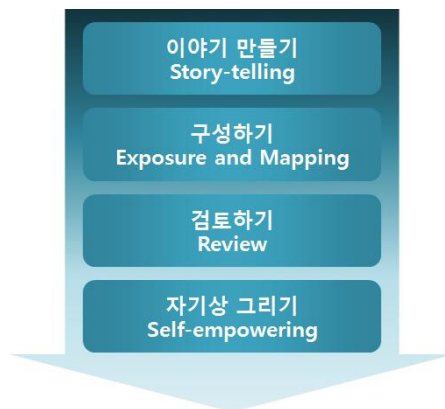 이야기 만들기
Story-telling
구성하기
Exposure and Mapping
검토하기
Review
자기상 그리기
Self-empowering